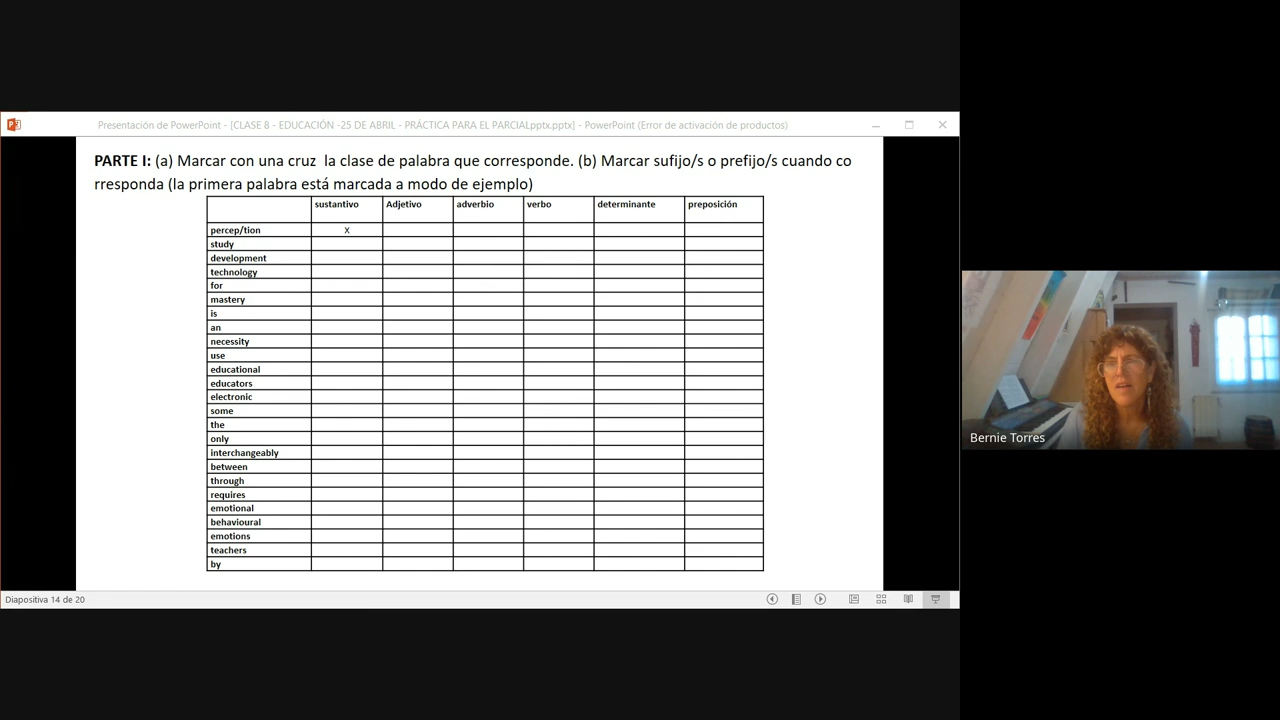 Presentación de PowerPoint - [CLASE 8 - EDUCACIÓN -25 DE ABRIL - PRÁCTICA PARA EL PARCIALpptx.pptx] - PowerPoint (Error de activación de productos)
PARTE I: (a) Marcar con una cruz  la clase de palabra que corresponde. (b) Marcar sufijo/s o prefijo/s cuando co
rresponda (la primera palabra está marcada a modo de ejemplo)
sustantivo Adjetivo adverbio verbo determinante preposición
percep/tion X
study
development
technology
for
mastery
is
an
necessity
use
educational
educators
electronic
some
the
only
interchangeably
between
through
requires
emotional
behavioural
emotions
teachers
by
Diapositiva 14 de 20
Bernie Torres